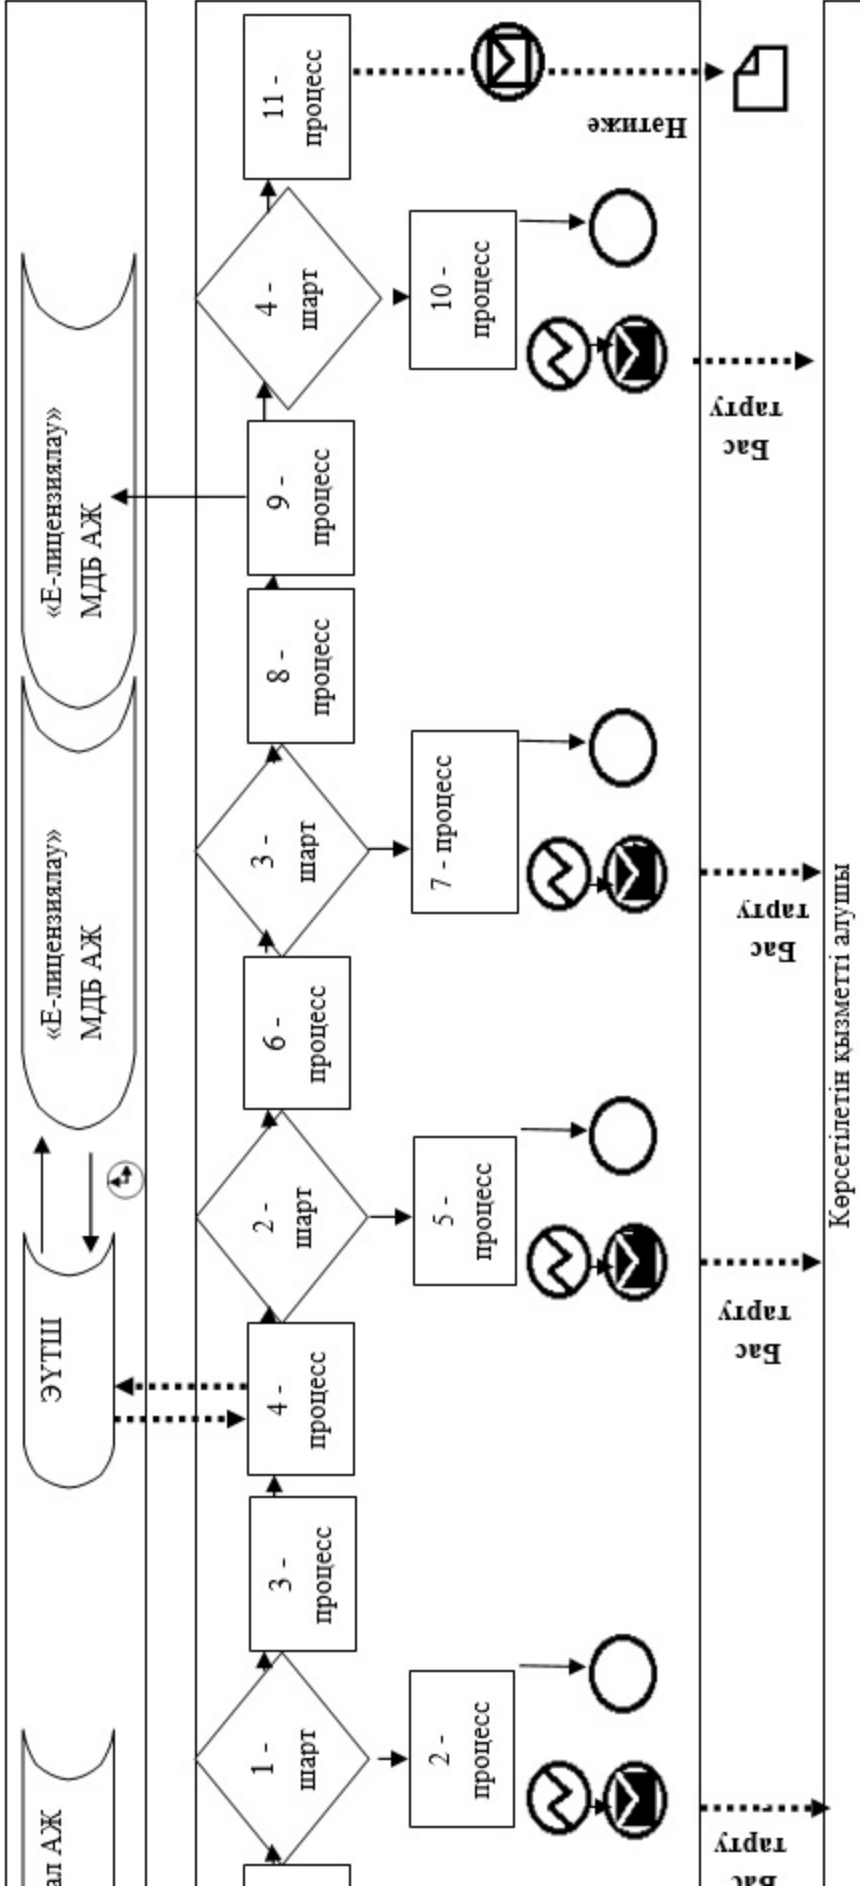 ал АЖ
ЭҮТШ
«Е-лицензиялау»
МДБ АЖ
«Е-лицензиялау»
МДБ АЖ
1 -
шарт
3 -
процесс
4 -
процесс
2 -
шарт
6 -
процесс
3 -
шарт
8 -
процесс
9 -
процесс
4 -
шарт
11 -
процесс
2 -
процесс
5 -
процесс
7 - процесс
10 -
процесс
Бас
тарту
Бас
тарту
Бас
тарту
Бас
тарту
Нәтиже
Көрсетілетін қызметті алушы